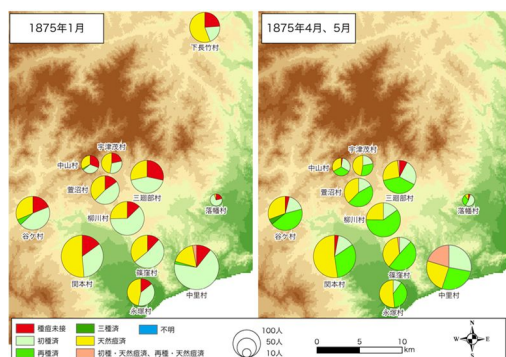 1875年1月
下長竹村
宇津茂村
中山村
萱沼村
三廻部村
落幡村
柳川村
谷ケ村
関本村
篠窪村
中里村
永塚村
1875年4月、5月
宇津茂村
中山村
萱沼村
三廻部村
落幡村
柳川村
谷ケ村
関本村
篠窪村
中里村
永塚村
種痘未接
三種済
不明
初種済
天然痘済
再種済
初種・天然痘済、再種・天然痘済
100人
50人
10人
0 5 10
km
N
W E
S